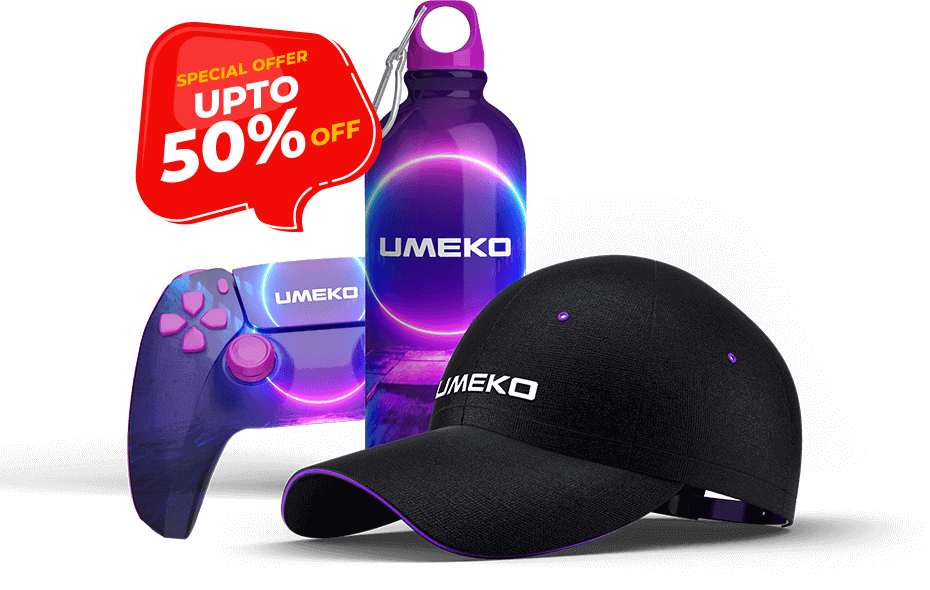 SPECIAL OFFER
UPTO
50% OFF
UMEKO
UMEKO
UMEKO